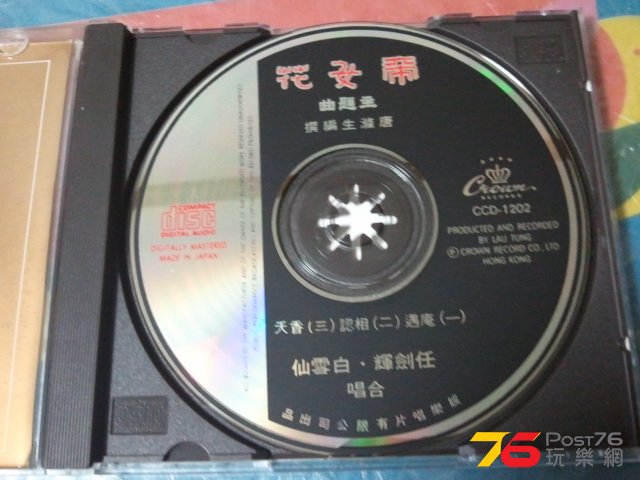 帝女花
主題曲
唐滌生編撰
Crown
RECORDS
CCD-1202
PRODUCED AND RECORDED
BY LAU TUNG
Ⓟ CROWN RECORD CO., LTD
HONG KONG
COMPACT
disc
DIGITAL AUDIO
DIGITALLY MASTERED
MADE IN JAPAN
(一)庵遇(二)相認(三)香夭
任劍輝・白雪仙
合唱
娛樂唱片有限公司出品
76 Post76
玩樂網